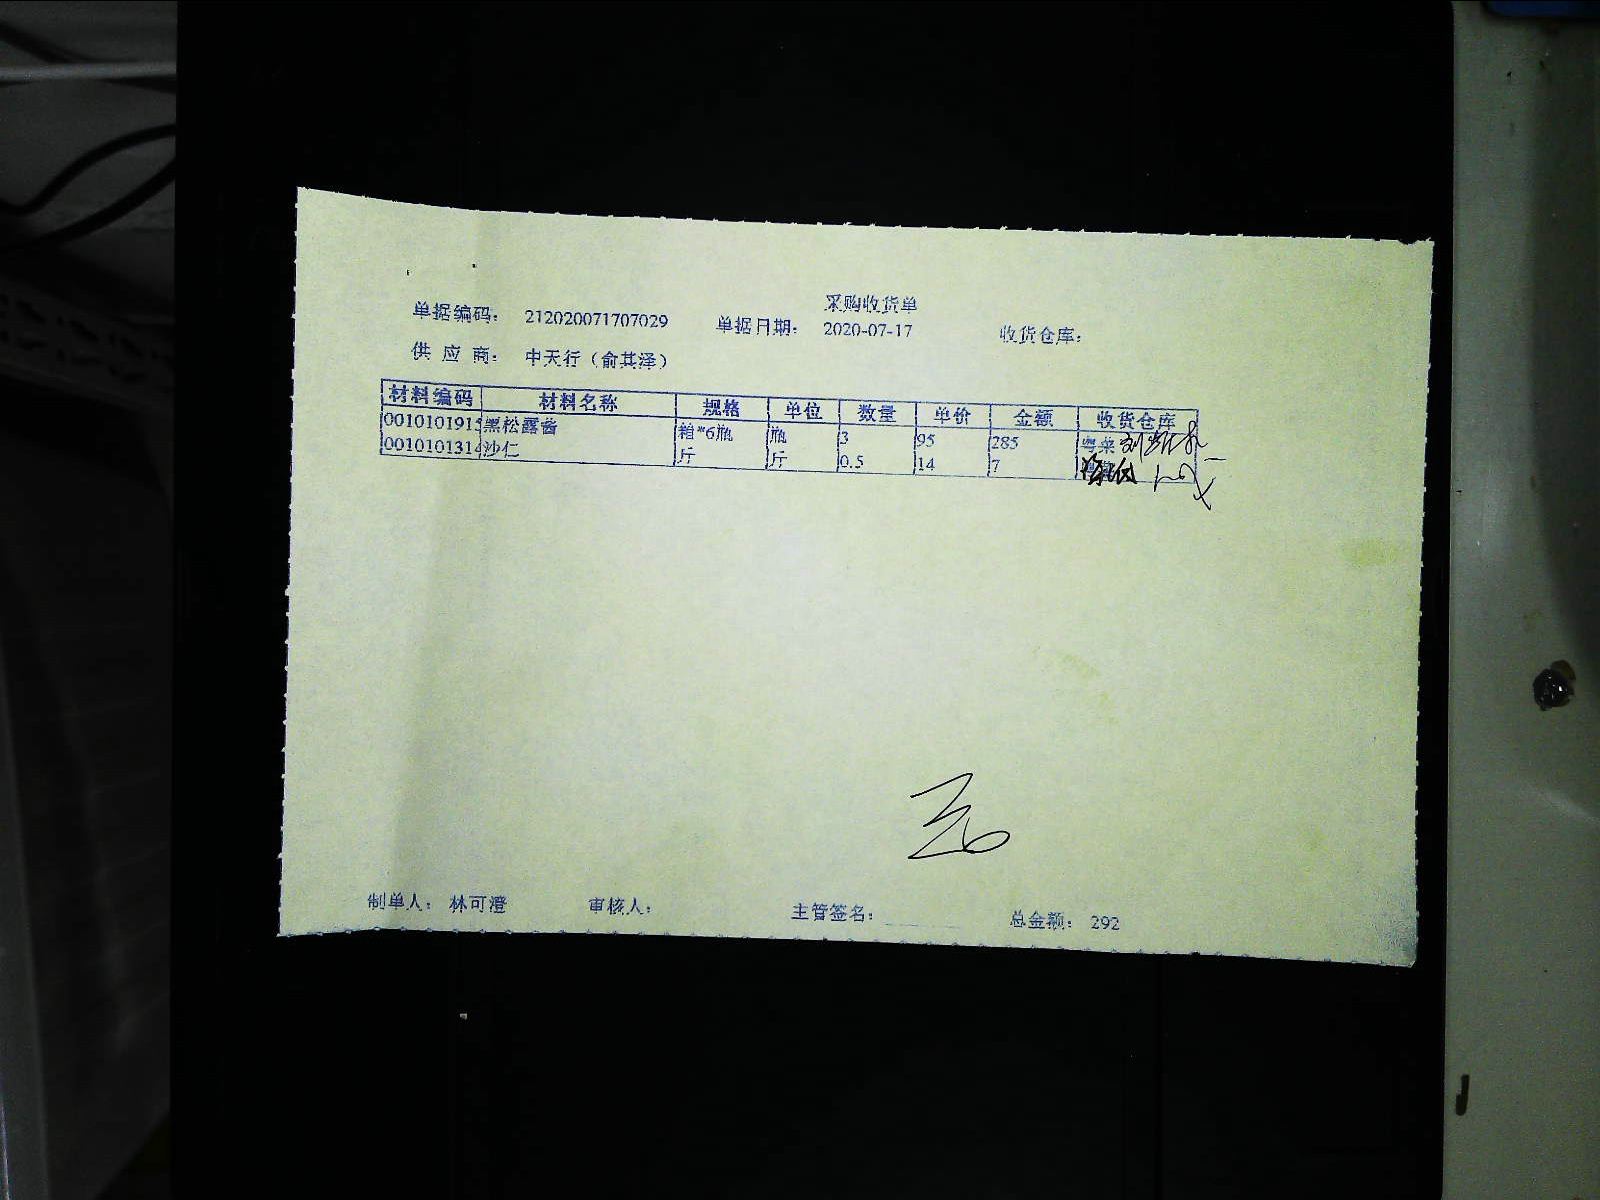 采购收货单
单据编码： 212020071707029 单据日期： 2020-07-17 收货仓库：
供 应 商： 中天行（俞其泽）
材料编码 材料名称 规格 单位 数量 单价 金额 收货仓库
0010101915 黑松露酱 箱*6瓶 瓶 3 95 285 粤菜
0010101314 沙仁 斤 斤 0.5 14 7
制单人： 林可澄 审核人： 主管签名： 总金额： 292